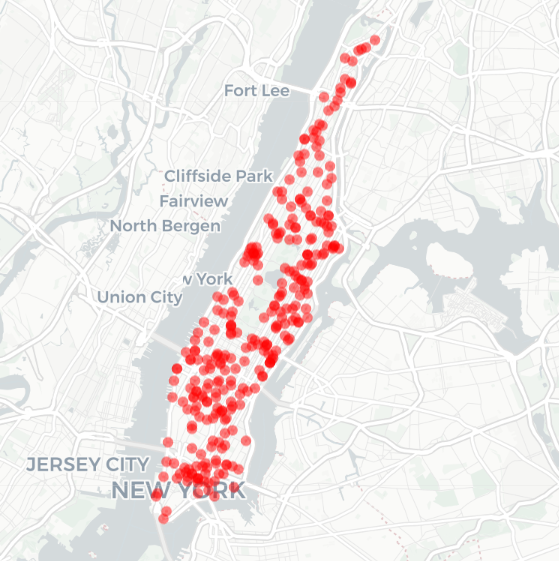 Fort Lee
Cliffside Park
Fairview
North Bergen
w York
Union City
JERSEY CITY
NEW YORK